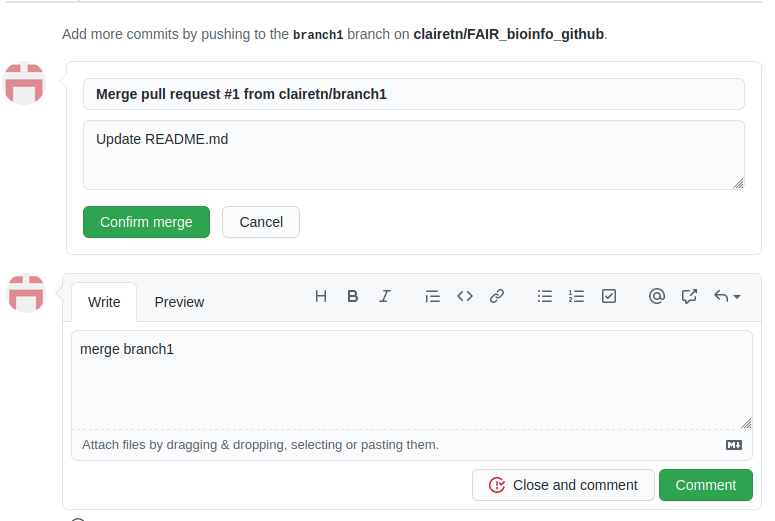 Add more commits by pushing to the branch1 branch on clairetn/FAIR_bioinfo_github.
Merge pull request #1 from clairetn/branch1
Update README.md
Confirm merge Cancel
Write Preview
merge branch1
Attach files by dragging & dropping, selecting or pasting them.
Close and comment Comment